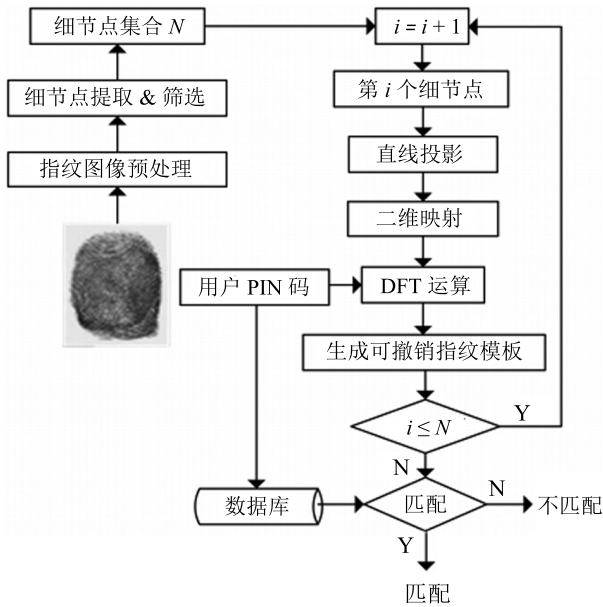 细节点集合 N
i = i + 1
细节点提取 & 筛选
第 i 个细节点
指纹图像预处理
直线投影
二维映射
用户 PIN 码
DFT 运算
生成可撤销指纹模板
i ≤ N
Y
N
数据库
匹配
N
不匹配
Y
匹配